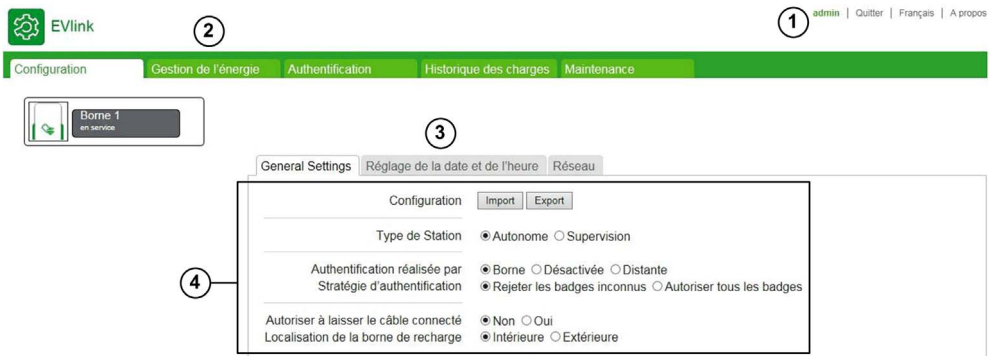 admin | Quitter | Français | A propos
1
EVlink
2
Configuration Gestion de l'énergie Authentification Historique des charges Maintenance
Borne 1
en service
3
General Settings Réglage de la date et de l'heure Réseau
Configuration Import Export
Type de Station Autonome Supervision
4
Authentification réalisée par Borne Désactivée Distante
Stratégie d'authentification Rejeter les badges inconnus Autoriser tous les badges
Autoriser à laisser le câble connecté Non Oui
Localisation de la borne de recharge Intérieure Extérieure